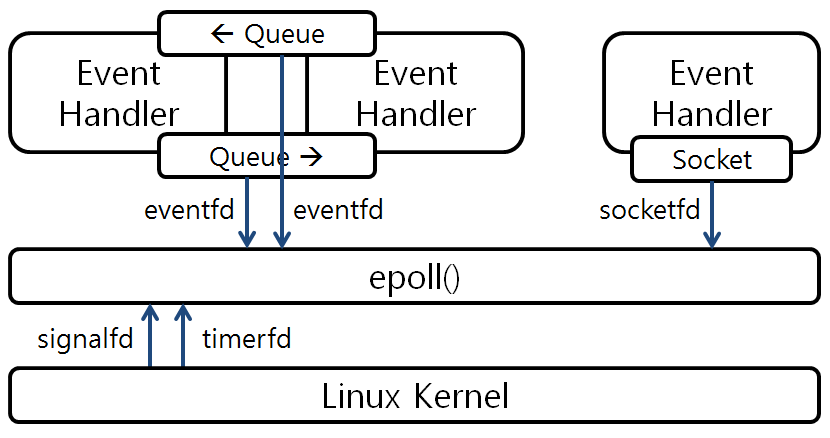 ← Queue
Event
Handler
Event
Handler
Event
Handler
Queue →
Socket
eventfd
eventfd
socketfd
epoll()
signalfd
timerfd
Linux Kernel